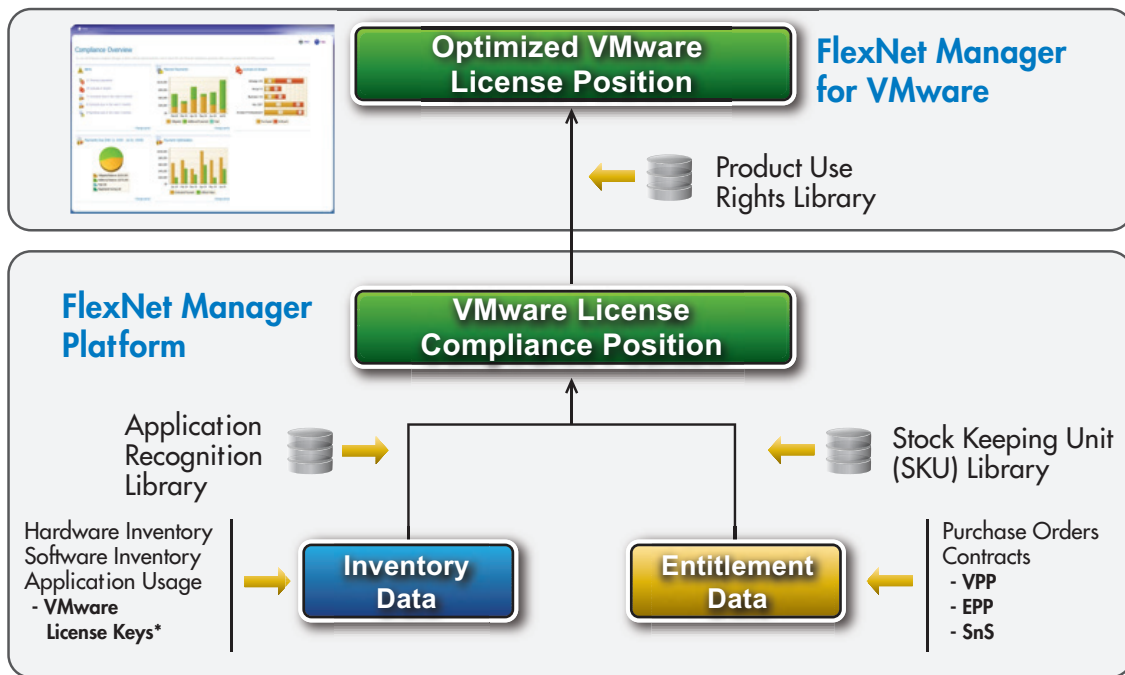 Compliance Overview
Optimized VMware
License Position
FlexNet Manager
for VMware
Product Use
Rights Library
FlexNet Manager
Platform
VMware License
Compliance Position
Application
Recognition
Library
Stock Keeping Unit
(SKU) Library
Hardware Inventory
Software Inventory
Application Usage
- VMware
License Keys*
Inventory
Data
Entitlement
Data
Purchase Orders
Contracts
- VPP
- EPP
- SnS